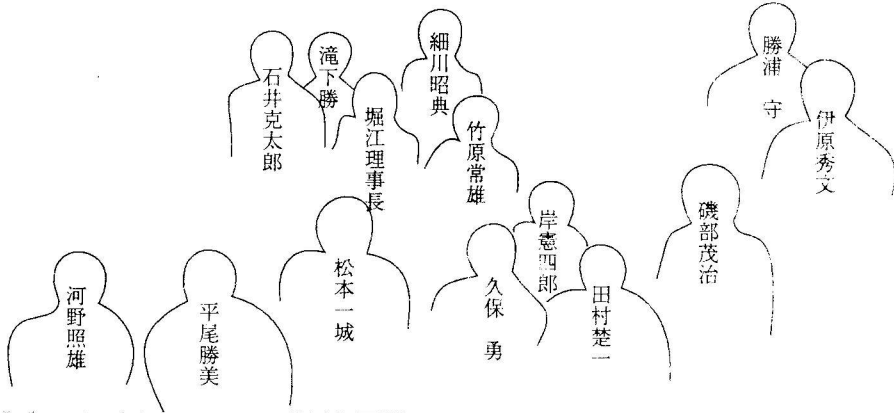 石井克太郎
滝下勝
堀江理事長
細川昭典
竹原常雄
勝浦 守
伊原秀文
河野照雄
平尾勝美
松本一城
久保 勇
岸憲四郎
田村楚一
磯部茂治